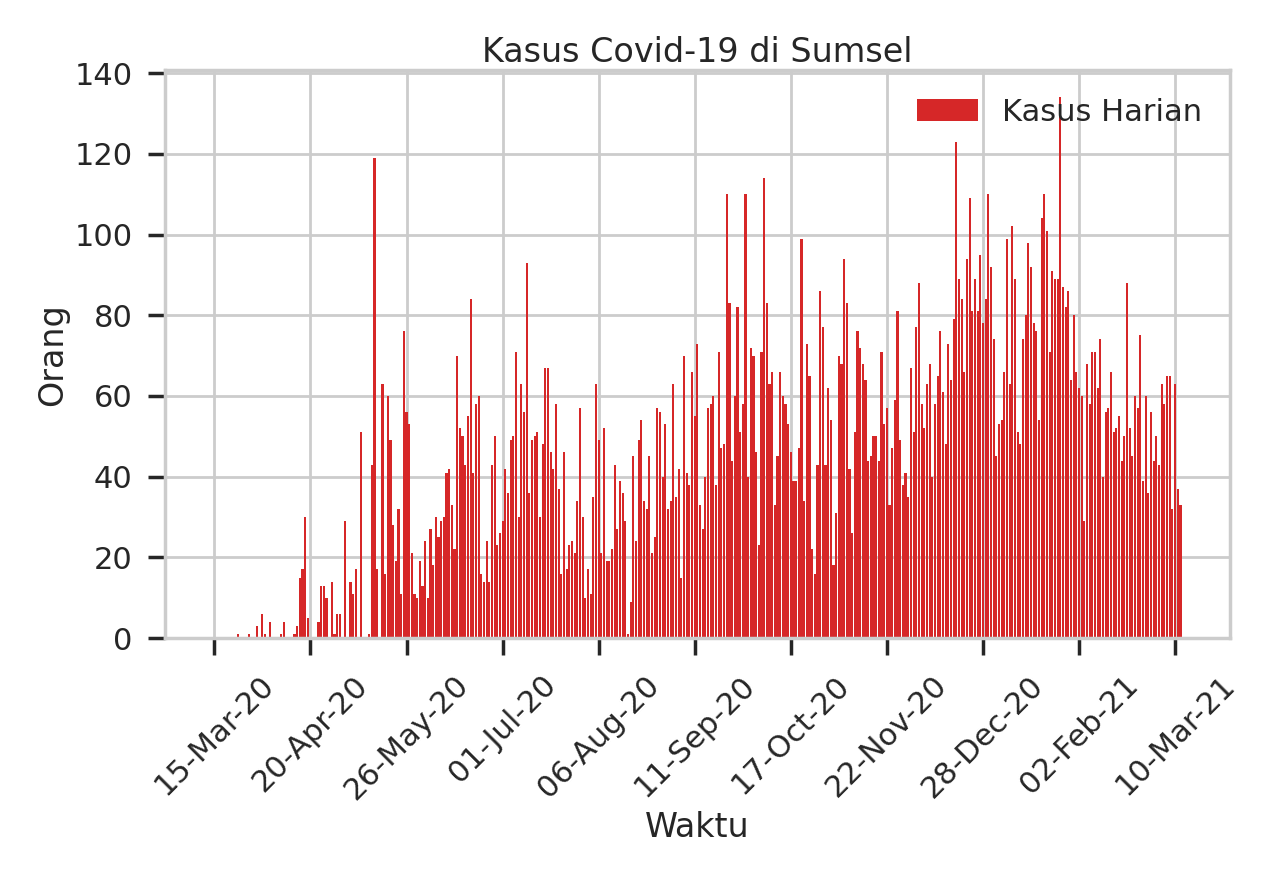 Kasus Covid-19 di Sumsel
Kasus Harian
Orang
140
120
100
80
60
40
20
0
15-Mar-20
20-Apr-20
26-May-20
01-Jul-20
06-Aug-20
11-Sep-20
17-Oct-20
22-Nov-20
28-Dec-20
02-Feb-21
10-Mar-21
Waktu